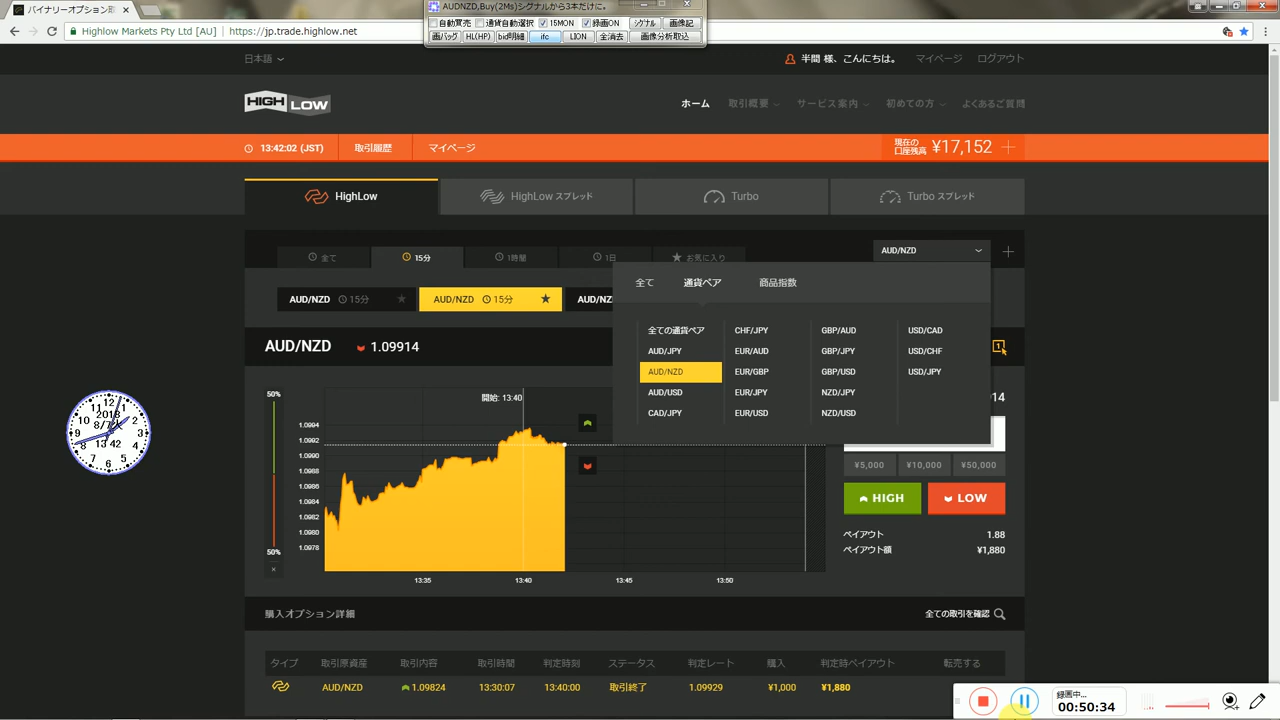 バイナリーオプション取
AUDNZD,Buy(2Ms)シグナルから3本だけに。
自動売買 通貨自動選択 15MON 録画ON シグナル 画像記
画バッグ HL(HP) bid明細 ifc LION 全消去 画像分析取込
Highlow Markets Pty Ltd [AU] https://jp.trade.highlow.net
日本語
半間 様、こんにちは。 マイページ ログアウト
HIGH LOW
ホーム 取引概要 サービス案内 初めての方 よくあるご質問
13:42:02 (JST) 取引履歴 マイページ 現在の口座残高 ¥17,152
HighLow HighLow スプレッド Turbo Turbo スプレッド
全て 15分 1時間 1日 お気に入り AUD/NZD
全て 通貨ペア 商品指数
AUD/NZD 15分 AUD/NZD 15分 AUD/NZ
全ての通貨ペア CHF/JPY GBP/AUD USD/CAD
AUD/JPY EUR/AUD GBP/JPY USD/CHF
AUD/NZD EUR/GBP GBP/USD USD/JPY
AUD/USD EUR/JPY NZD/JPY
CAD/JPY EUR/USD NZD/USD
AUD/NZD 1.09914
1
914
50%
開始: 13:40
1.0994
1.0992
1.0990
1.0988
1.0986
1.0984
1.0982
1.0980
1.0978
50%
13:35 13:40 13:45 13:50
12 1 2 3 4 5 6 7 8 9 10 11
2018
13:42
¥5,000 ¥10,000 ¥50,000
HIGH LOW
ペイアウト 1.88
ペイアウト額 ¥1,880
購入オプション詳細 全ての取引を確認
タイプ 取引原資産 取引内容 取引時間 判定時刻 ステータス 判定レート 購入 判定時ペイアウト 転売する
AUD/NZD 1.09824 13:30:07 13:40:00 取引終了 1.09929 ¥1,000 ¥1,880
録画中...
00:50:34